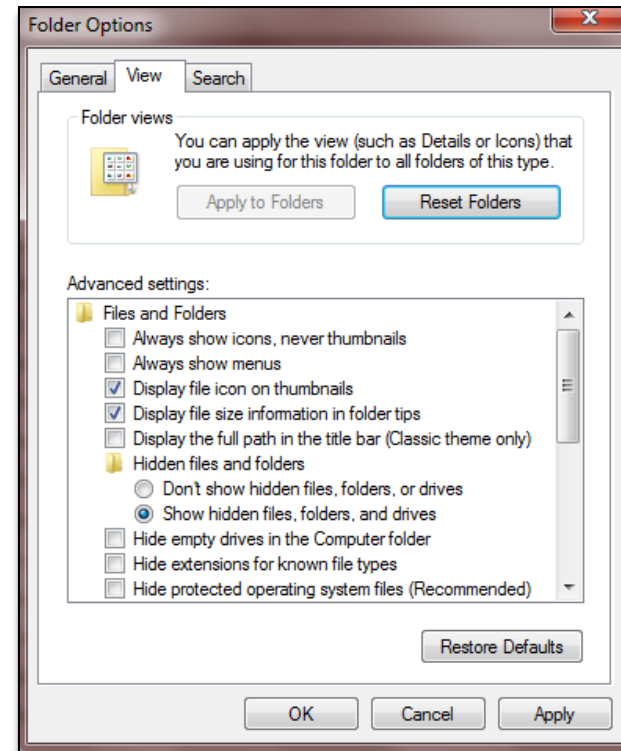 Folder Options
General View Search
Folder views
You can apply the view (such as Details or Icons) that
you are using for this folder to all folders of this type.
Apply to Folders Reset Folders
Advanced settings:
Files and Folders
Always show icons, never thumbnails
Always show menus
Display file icon on thumbnails
Display file size information in folder tips
Display the full path in the title bar (Classic theme only)
Hidden files and folders
Don't show hidden files, folders, or drives
Show hidden files, folders, and drives
Hide empty drives in the Computer folder
Hide extensions for known file types
Hide protected operating system files (Recommended)
Restore Defaults
OK Cancel Apply